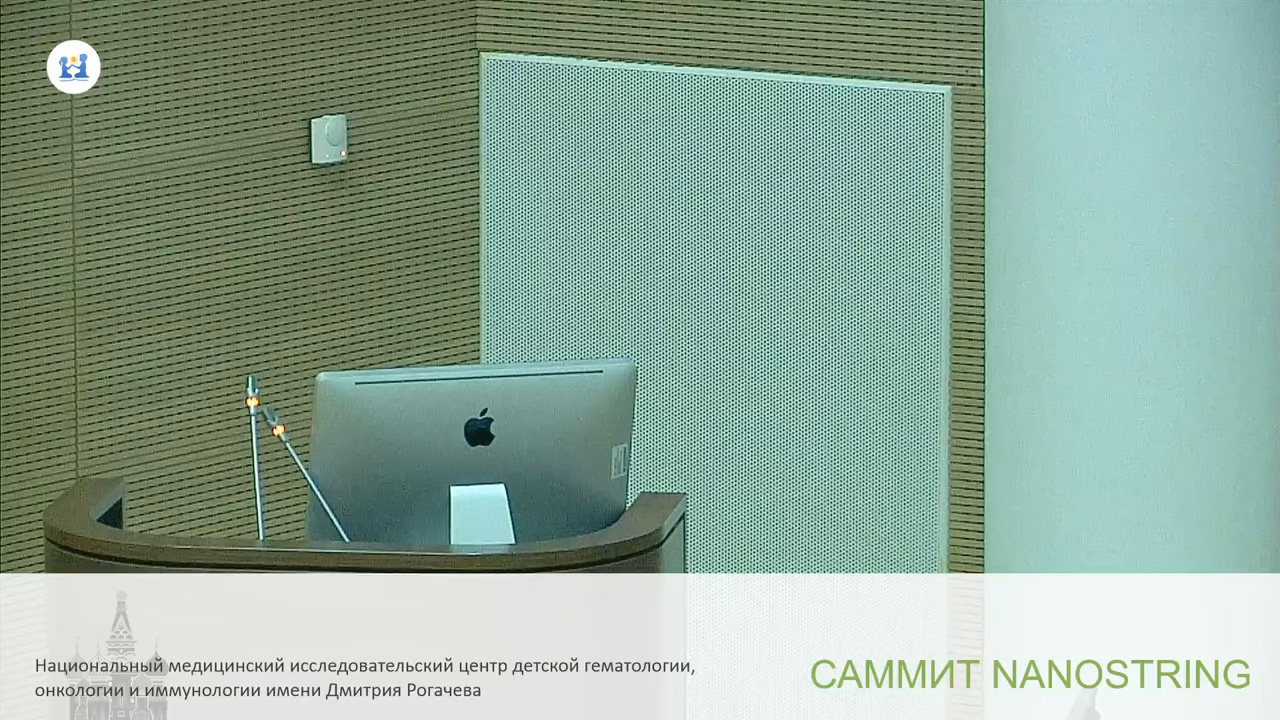 Национальный медицинский исследовательский центр детской гематологии,
онкологии и иммунологии имени Дмитрия Рогачева
САММИТ NANOSTRING